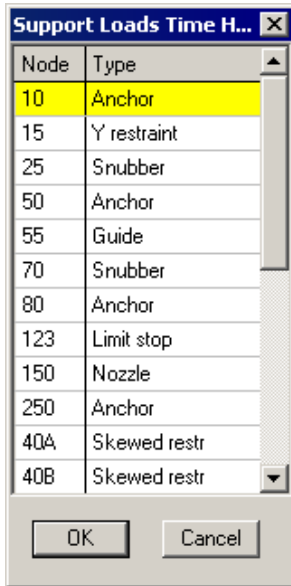 Support Loads Time H...
Node Type
10 Anchor
15 Y restraint
25 Snubber
50 Anchor
55 Guide
70 Snubber
80 Anchor
123 Limit stop
150 Nozzle
250 Anchor
40A Skewed restr
40B Skewed restr
OK Cancel